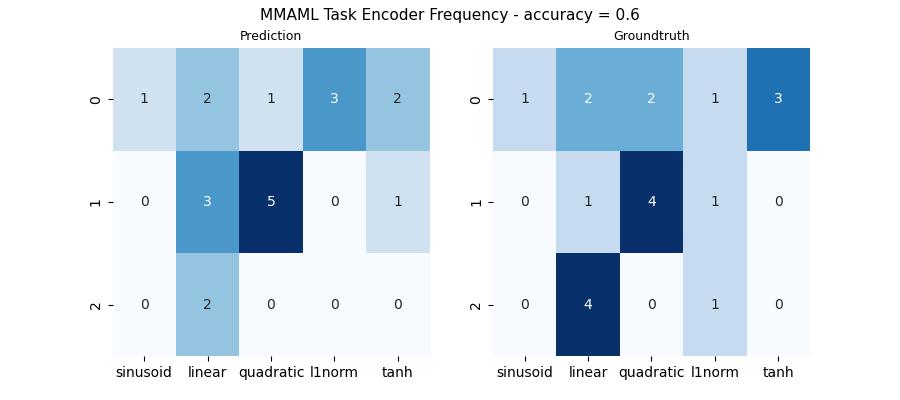 MMAML Task Encoder Frequency - accuracy = 0.6
Prediction
Groundtruth
0 1 2 1 3 2
1 0 3 5 0 1
2 0 2 0 0 0
sinusoid linear quadratic l1norm tanh
0 1 2 2 1 3
1 0 1 4 1 0
2 0 4 0 1 0
sinusoid linear quadratic l1norm tanh